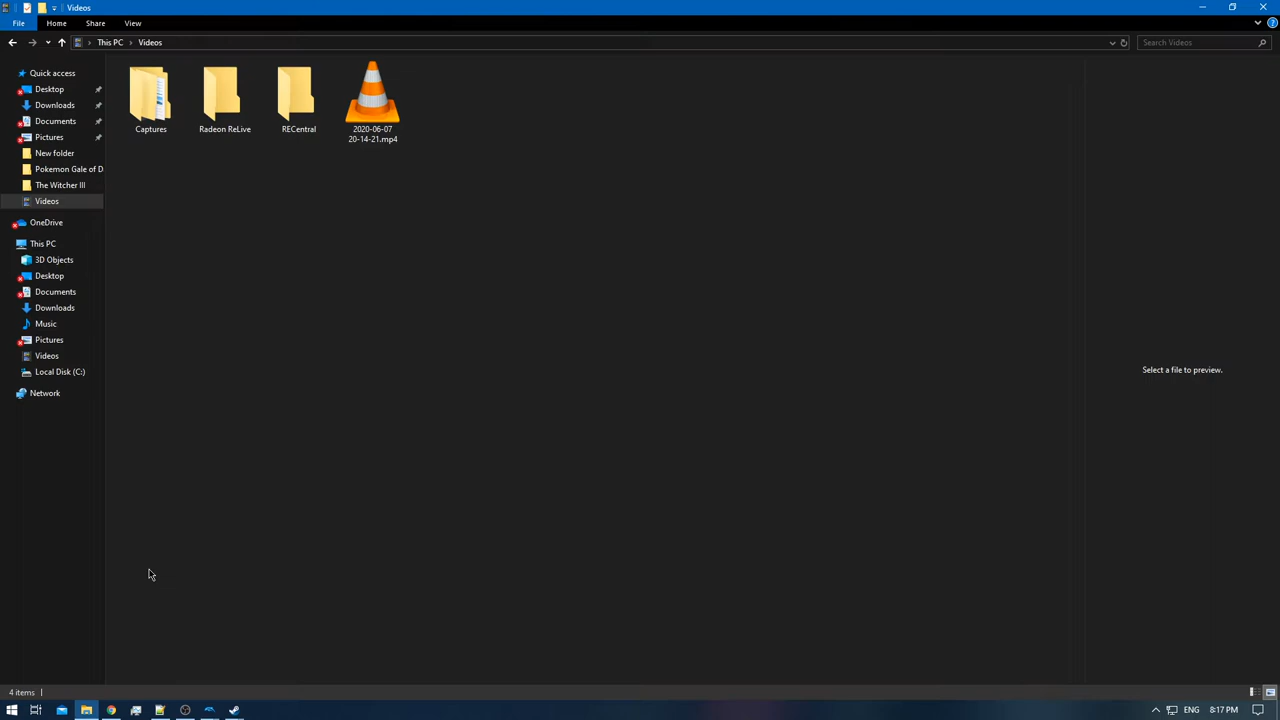 Videos
File Home Share View
This PC Videos
Search Videos
Quick access
Desktop
Downloads
Documents
Pictures
New folder
Pokemon Gale of D
The Witcher III
Videos
OneDrive
This PC
3D Objects
Desktop
Documents
Downloads
Music
Pictures
Videos
Local Disk (C:)
Network
Captures
Radeon ReLive
RECentral
2020-06-07
20-14-21.mp4
Select a file to preview.
4 items
ENG 8:17 PM